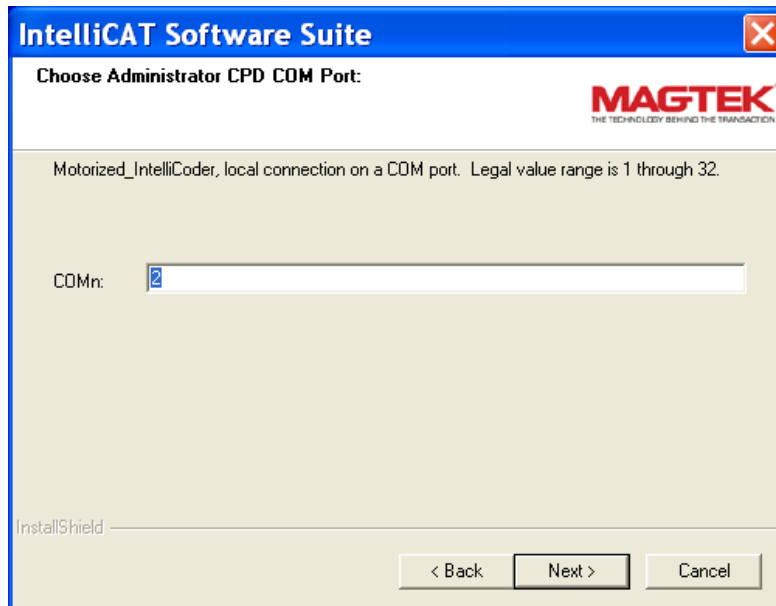 IntelliCAT Software Suite
Choose Administrator CPD COM Port:
MAGTEK
THE TECHNOLOGY BEHIND THE TRANSACTION
Motorized_IntelliCoder, local connection on a COM port.  Legal value range is 1 through 32.
COMn: 2
InstallShield
< Back Next > Cancel